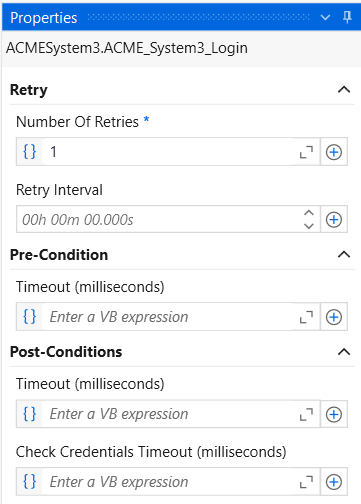 Properties
ACMESystem3.ACME_System3_Login
Retry
Number Of Retries *
{} 1
Retry Interval
00h 00m 00.000s
Pre-Condition
Timeout (milliseconds)
{} Enter a VB expression
Post-Conditions
Timeout (milliseconds)
{} Enter a VB expression
Check Credentials Timeout (milliseconds)
{} Enter a VB expression